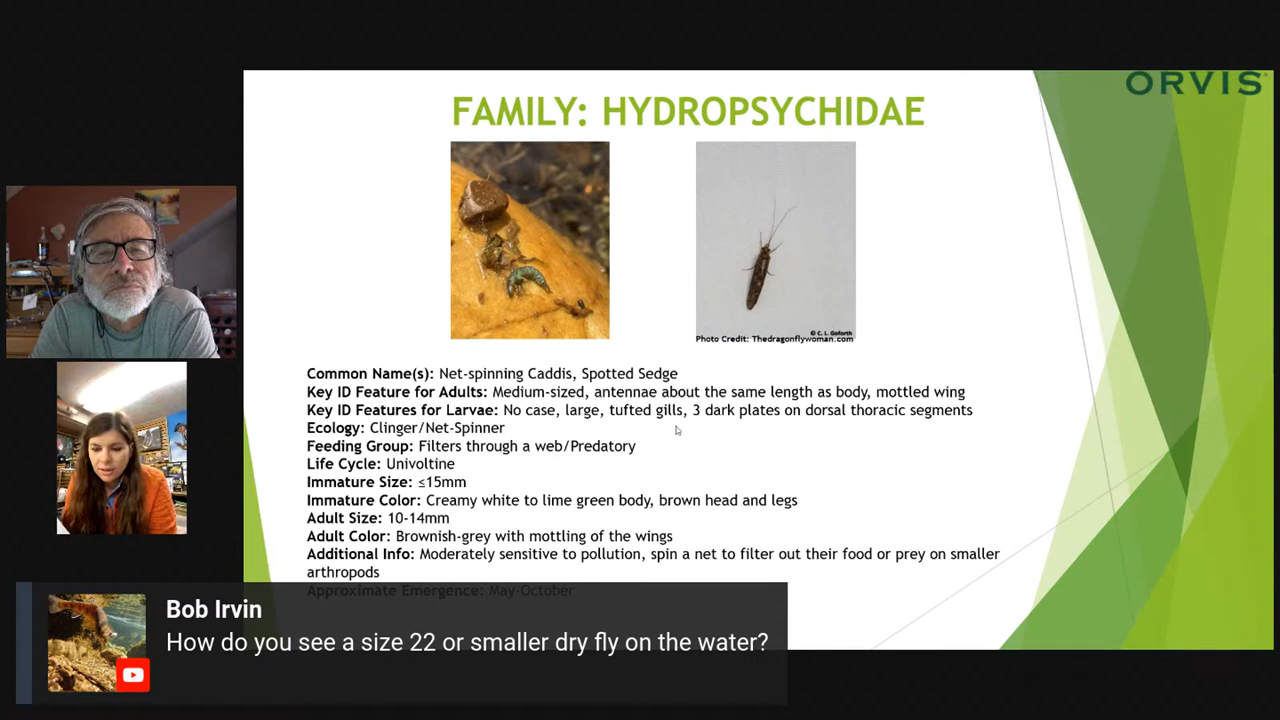 ORVIS
FAMILY: HYDROPSYCHIDAE
© C. L. Goforth
Photo Credit: Thedragonflywoman.com
Common Name(s): Net-spinning Caddis, Spotted Sedge
Key ID Feature for Adults: Medium-sized, antennae about the same length as body, mottled wing
Key ID Features for Larvae: No case, large, tufted gills, 3 dark plates on dorsal thoracic segments
Ecology: Clinger/Net-Spinner
Feeding Group: Filters through a web/Predatory
Life Cycle: Univoltine
Immature Size: ≤15mm
Immature Color: Creamy white to lime green body, brown head and legs
Adult Size: 10-14mm
Adult Color: Brownish-grey with mottling of the wings
Additional Info: Moderately sensitive to pollution, spin a net to filter out their food or prey on smaller
arthropods
Approximate Emergence: May-October
Bob Irvin
How do you see a size 22 or smaller dry fly on the water?